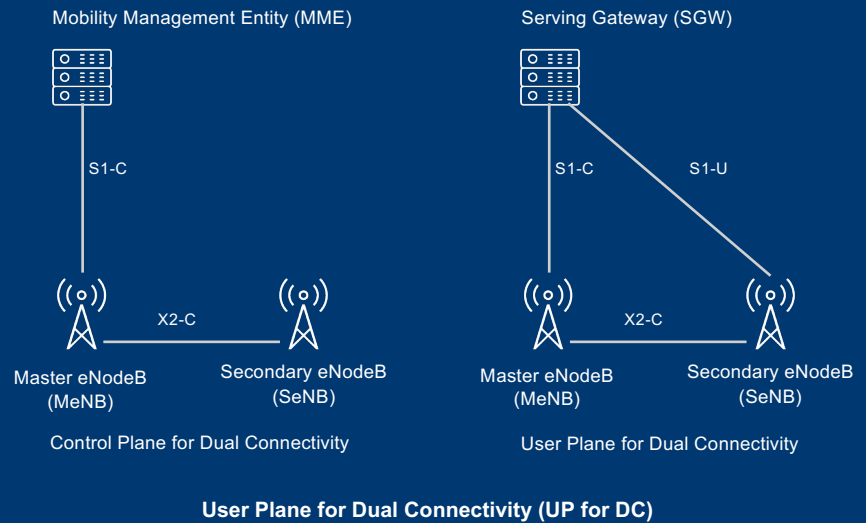 Mobility Management Entity (MME)
S1-C
X2-C
Master eNodeB
(MeNB)
Secondary eNodeB
(SeNB)
Control Plane for Dual Connectivity
Serving Gateway (SGW)
S1-C
S1-U
X2-C
Master eNodeB
(MeNB)
Secondary eNodeB
(SeNB)
User Plane for Dual Connectivity
User Plane for Dual Connectivity (UP for DC)